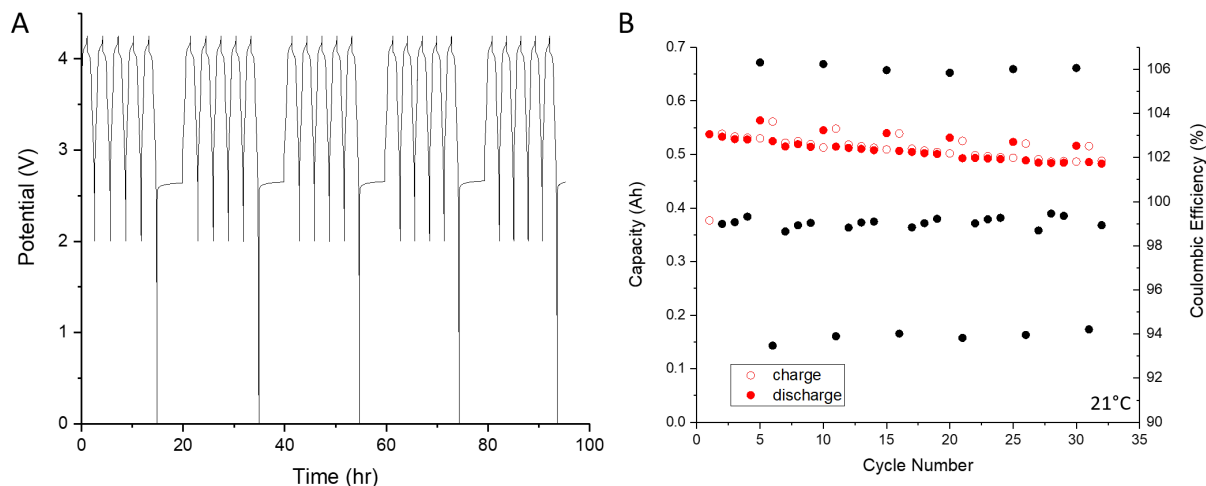 A
Potential (V)
4
3
2
1
0
0 20 40 60 80 100
Time (hr)
B
Capacity (Ah)
0.7
0.6
0.5
0.4
0.3
0.2
0.1
0.0
0 5 10 15 20 25 30 35
Cycle Number
Coulombic Efficiency (%)
106
104
102
100
98
96
94
92
90
charge
discharge
21°C